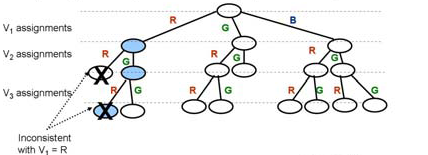 R G B
V1 assignments
R G R G R G
V2 assignments
X
R G R G R G R G
V3 assignments
X
Inconsistent
with V1 = R